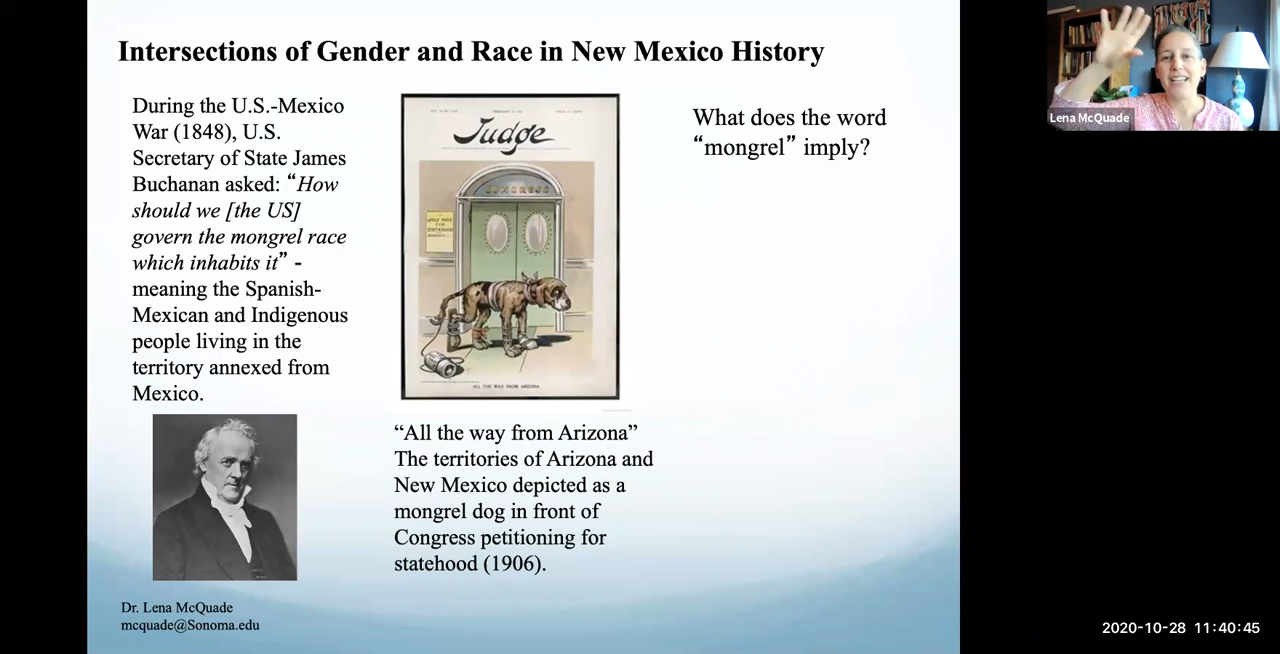 Intersections of Gender and Race in New Mexico History
During the U.S.-Mexico
War (1848), U.S.
Secretary of State James
Buchanan asked: “How
should we [the US]
govern the mongrel race
which inhabits it” -
meaning the Spanish-
Mexican and Indigenous
people living in the
territory annexed from
Mexico.
Judge
CONGRESS
APPLY HERE
FOR
STATEHOOD
ALL THE WAY FROM ARIZONA
“All the way from Arizona”
The territories of Arizona and
New Mexico depicted as a
mongrel dog in front of
Congress petitioning for
statehood (1906).
What does the word
“mongrel” imply?
Dr. Lena McQuade
mcquade@Sonoma.edu
Lena McQuade
2020-10-28 11:40:45